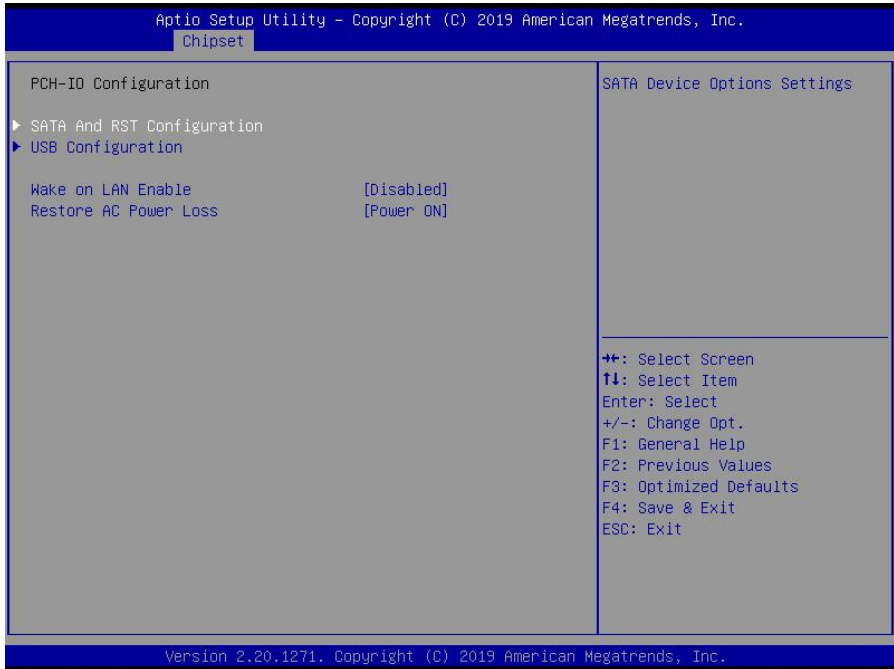 Aptio Setup Utility – Copyright (C) 2019 American Megatrends, Inc.
Chipset
PCH-IO Configuration
SATA And RST Configuration
USB Configuration
Wake on LAN Enable [Disabled]
Restore AC Power Loss [Power ON]
SATA Device Options Settings
→←: Select Screen
↑↓: Select Item
Enter: Select
+/-: Change Opt.
F1: General Help
F2: Previous Values
F3: Optimized Defaults
F4: Save & Exit
ESC: Exit
Version 2.20.1271. Copyright (C) 2019 American Megatrends, Inc.